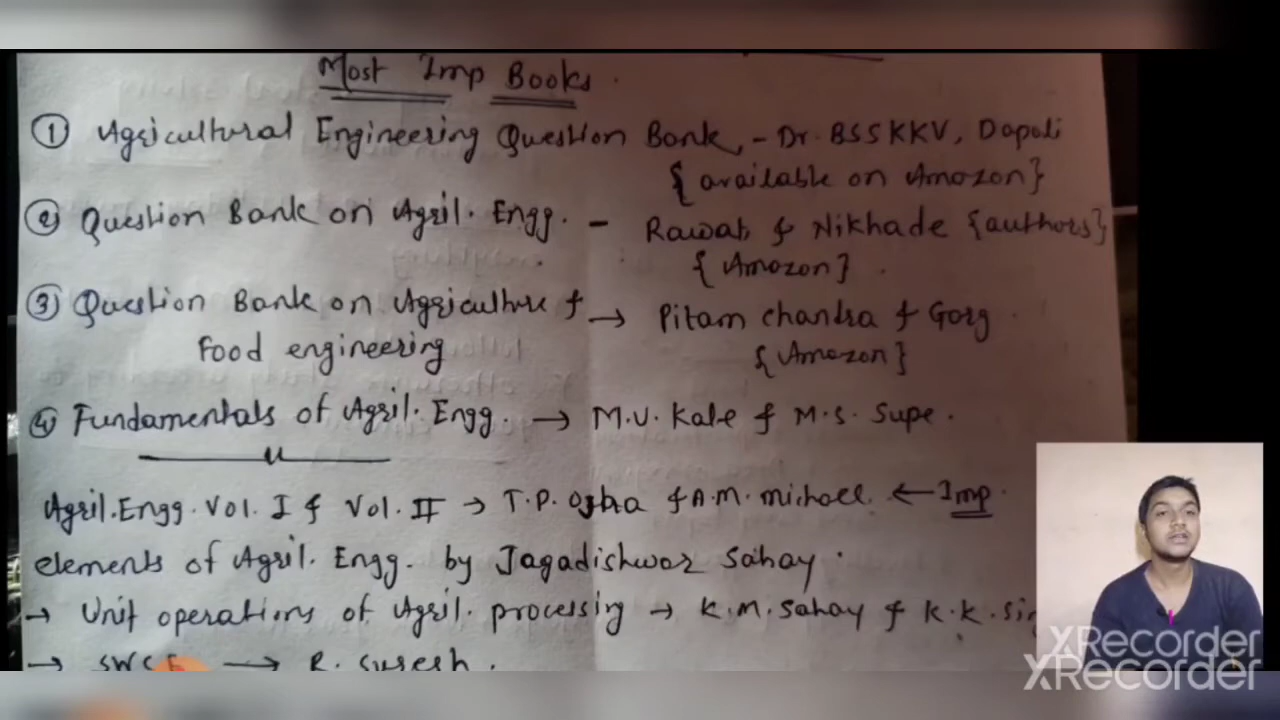 Most Imp Books.
① Agricultural Engineering Question Bank, - Dr. BSSKKV, Dapoli
{available on Amazon}
② Question Bank on Agril. Engg. - Rawat & Nikhade {authors}
{Amazon}
③ Question Bank on Agriculture & → Pitam chandra & Garg.
Food engineering {Amazon}
④ Fundamentals of Agril. Engg. → M.U. Kale & M.S. Supe.
Agril. Engg. Vol. I & Vol. II → T.P. Ojha & A.M. michael. ← Imp.
elements of Agril. Engg. by Jagadishwar Sahay.
→ Unit operations of Agril. processing → K.M. Sahay & K.K.
→ R. Suresh.
XRecorder
XRecorder